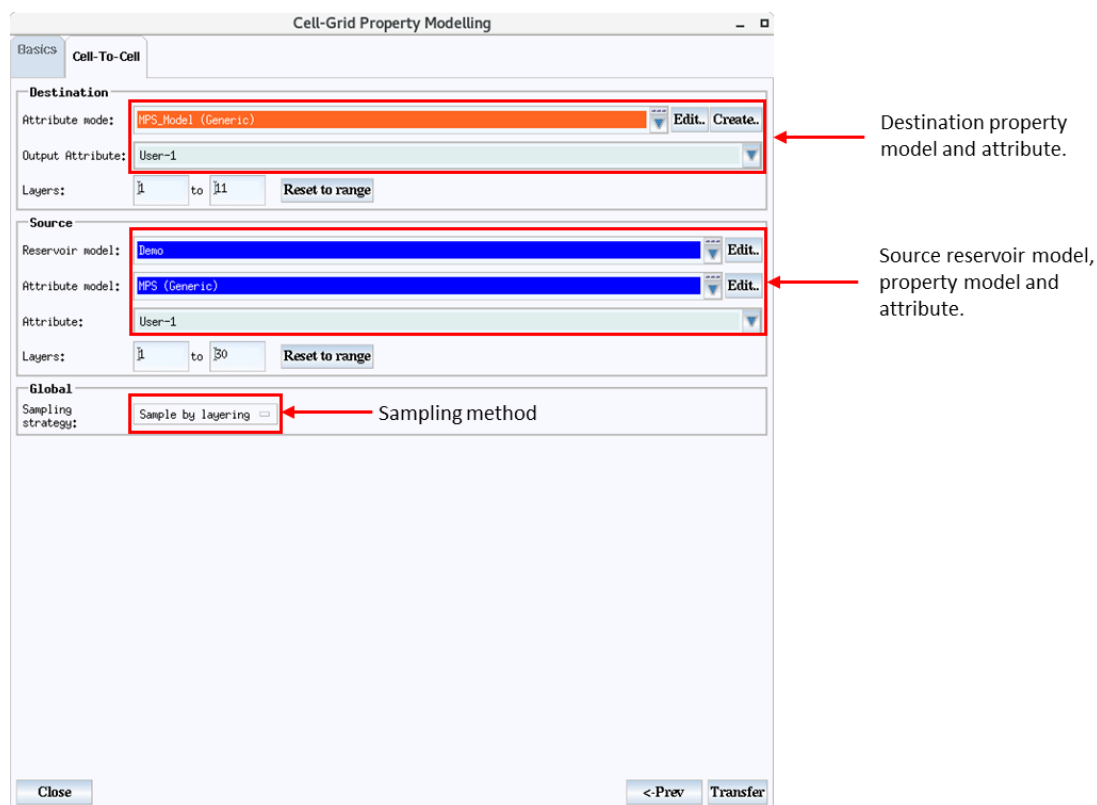 Cell-Grid Property Modelling
Basics Cell-To-Cell
Destination
Attribute mode: MPS_Model (Generic) Edit.. Create..
Output Attribute: User-1
Layers: 1 to 11 Reset to range
Destination property
model and attribute.
Source
Reservoir model: Demo Edit..
Attribute model: MPS (Generic) Edit..
Attribute: User-1
Layers: 1 to 30 Reset to range
Source reservoir model,
property model and
attribute.
Global
Sampling
strategy: Sample by layering
Sampling method
Close <-Prev Transfer